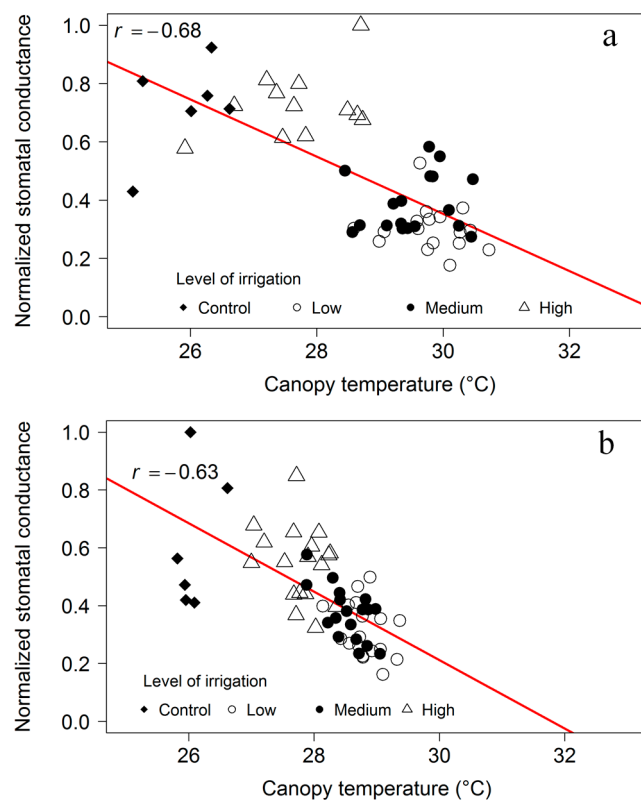 r = −0.68
a
Normalized stomatal conductance
1.0
0.8
0.6
0.4
0.2
0.0
Level of irrigation
Control Low Medium High
26 28 30 32
Canopy temperature (°C)
b
r = −0.63
Normalized stomatal conductance
1.0
0.8
0.6
0.4
0.2
0.0
Level of irrigation
Control Low Medium High
26 28 30 32
Canopy temperature (°C)